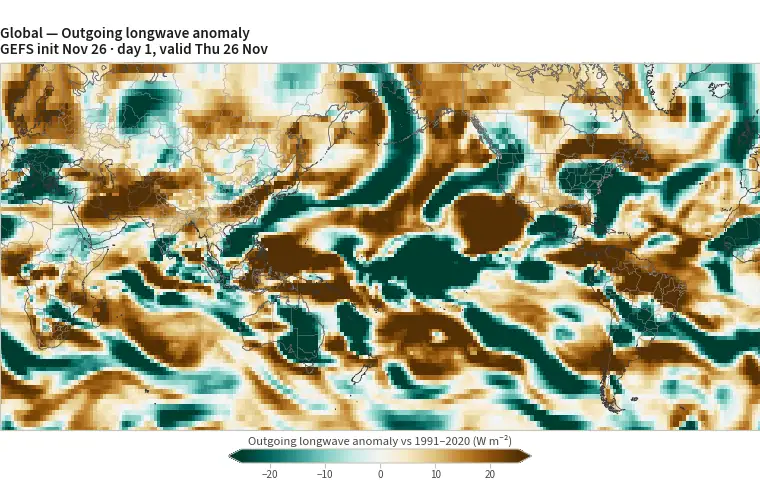 Global — Outgoing longwave anomaly
GEFS init Nov 26 · day 1, valid Thu 26 Nov
Outgoing longwave anomaly vs 1991–2020 (W m⁻²)
−20 −10 0 10 20